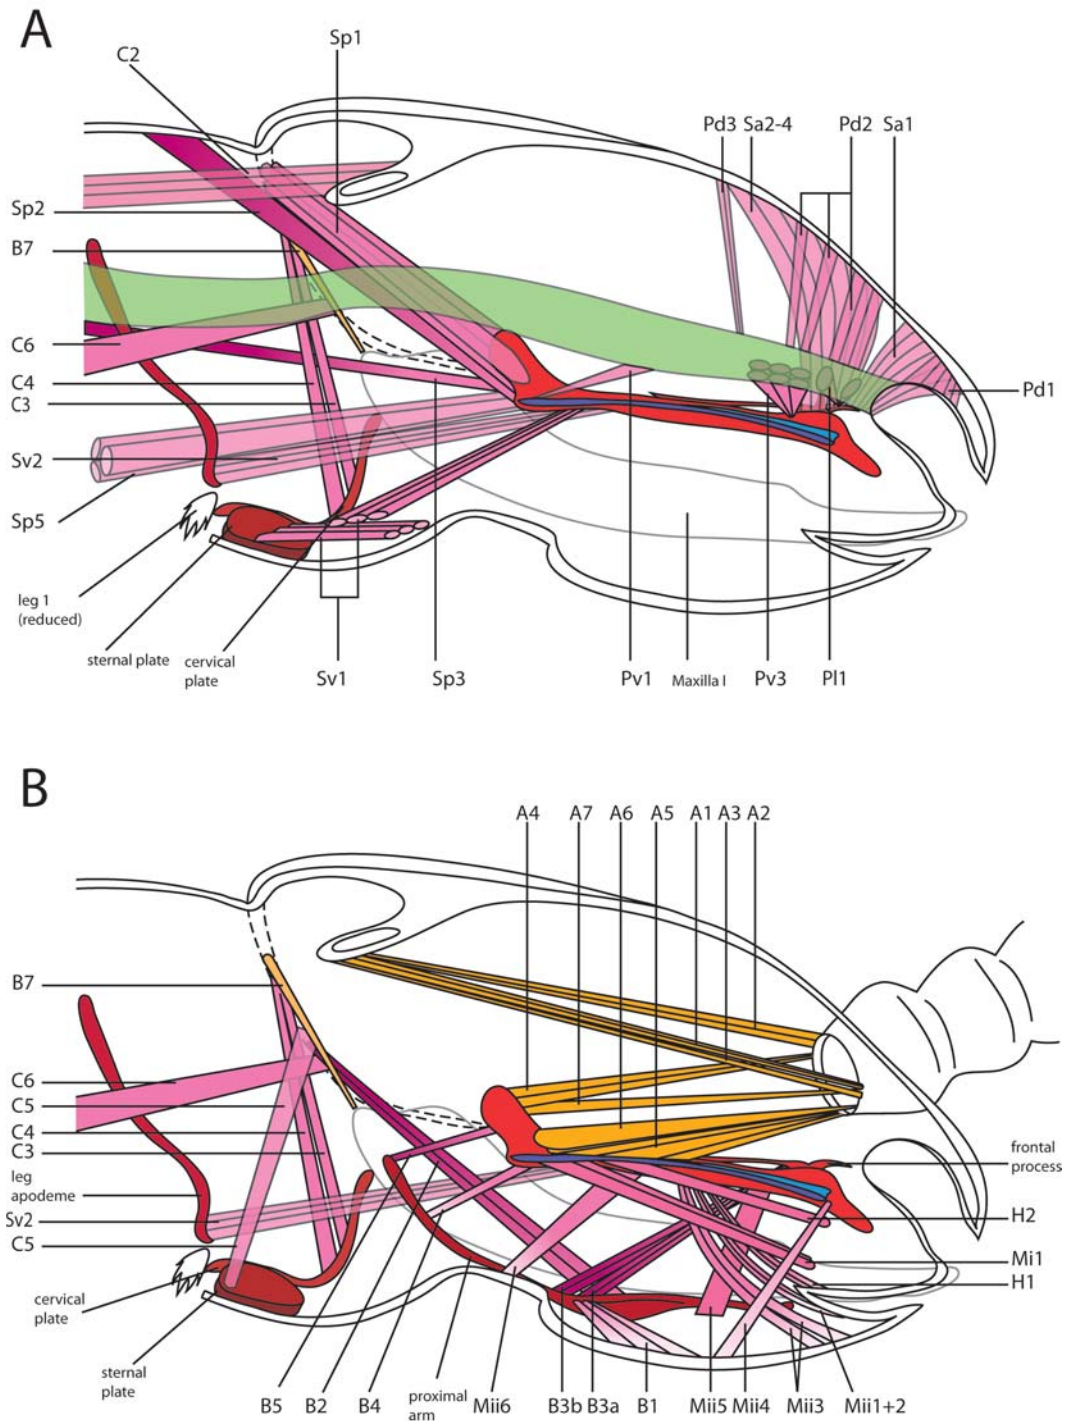 A
Sp1
C2
Pd3 Sa2-4 Pd2 Sa1
Sp2
B7
C6
C4
C3
Pd1
Sv2
Sp5
leg 1
(reduced)
sternal plate
cervical
plate
Sv1
Sp3
Pv1
Maxilla I
Pv3
Pl1
B
A4 A7 A6 A5 A1 A3 A2
B7
C6
C5
C4
C3
leg
apodeme
Sv2
C5
cervical
plate
sternal
plate
frontal
process
H2
Mi1
H1
B5 B2 B4
proximal
arm
Mii6 B3b B3a B1 Mii5 Mii4 Mii3 Mii1+2